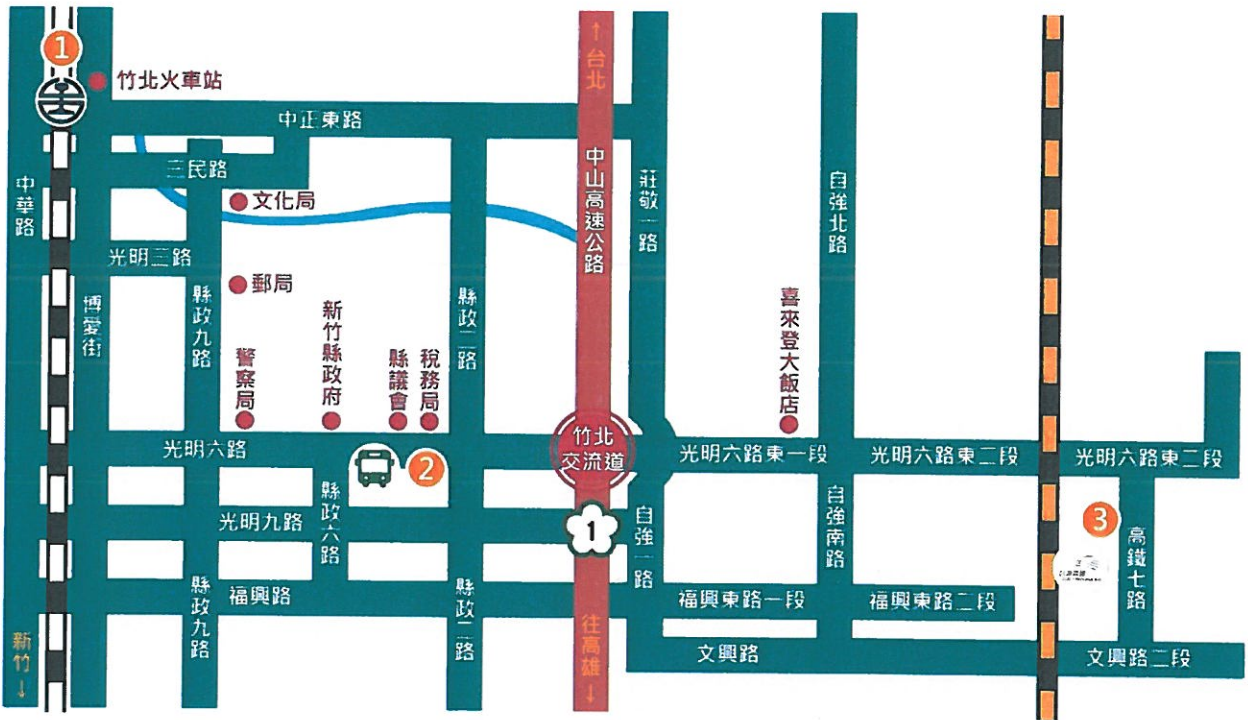 1
竹北火車站
↑台北
中正東路
三民路
中華路
文化局
中山高速公路
莊敬一路
自強北路
光明三路
郵局
博愛街
縣政九路
新竹縣政府
縣政二路
喜來登大飯店
警察局
縣議會
稅務局
光明六路
竹北
交流道
光明六路東一段
光明六路東二段
光明六路東二段
2
縣政六路
光明九路
1
自強一路
自強南路
3
高鐵七路
縣政九路
福興路
縣政二路
福興東路一段
福興東路二段
新竹↓
往高雄↓
文興路
文興路二段